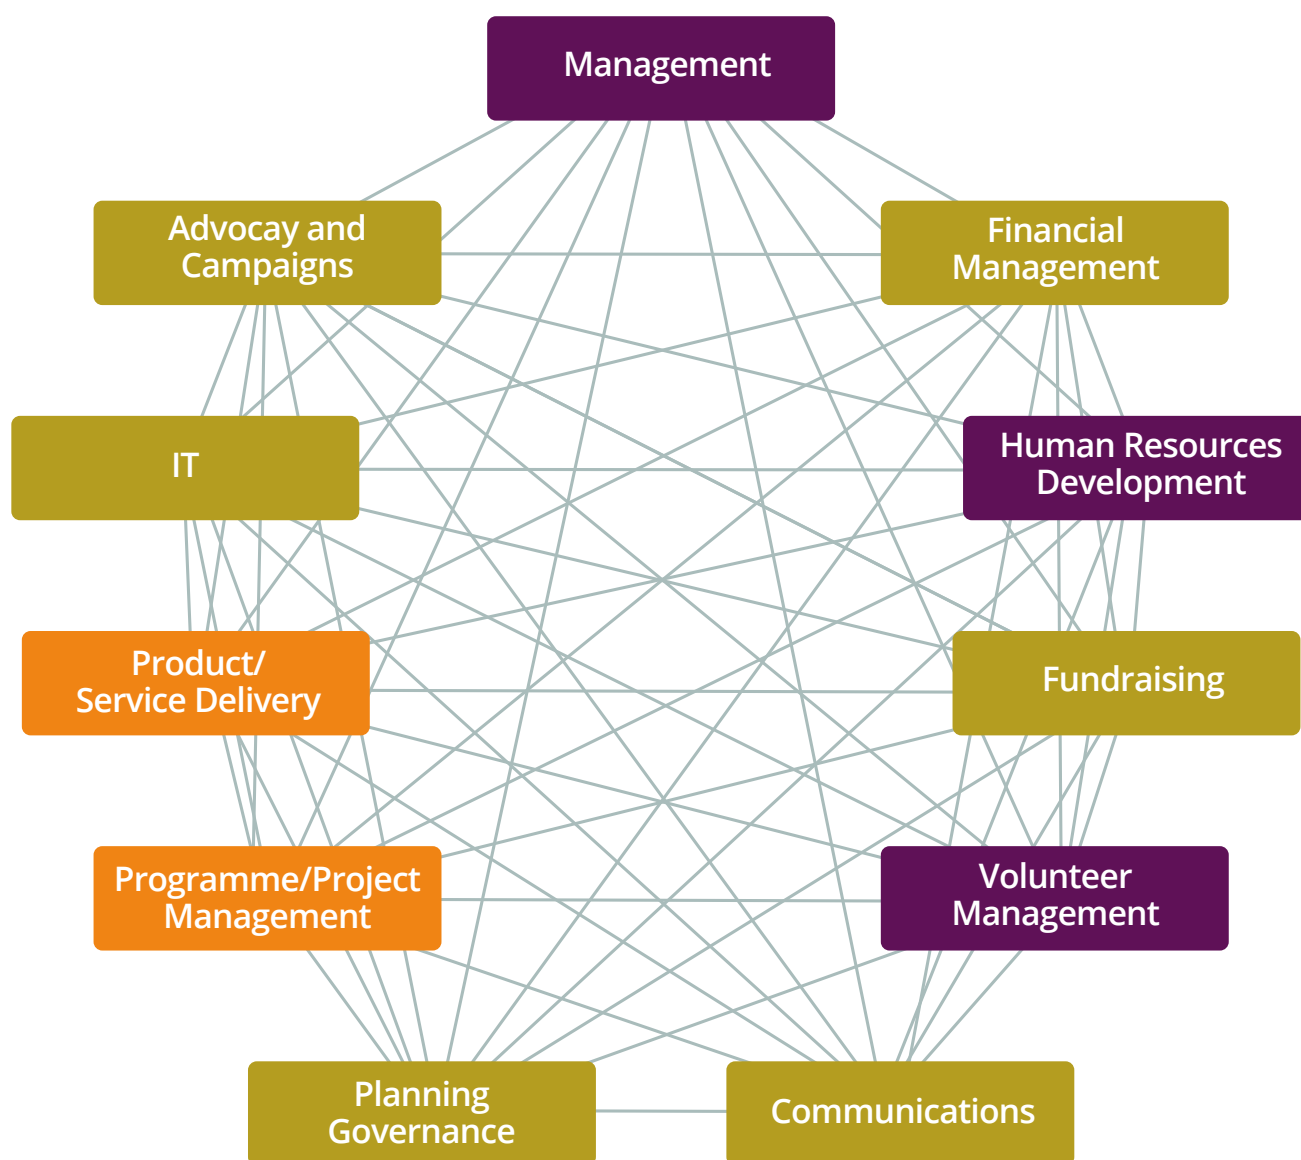 Management
Advocay and
Campaigns
Financial
Management
IT
Human Resources
Development
Product/
Service Delivery
Fundraising
Programme/Project
Management
Volunteer
Management
Planning
Governance
Communications